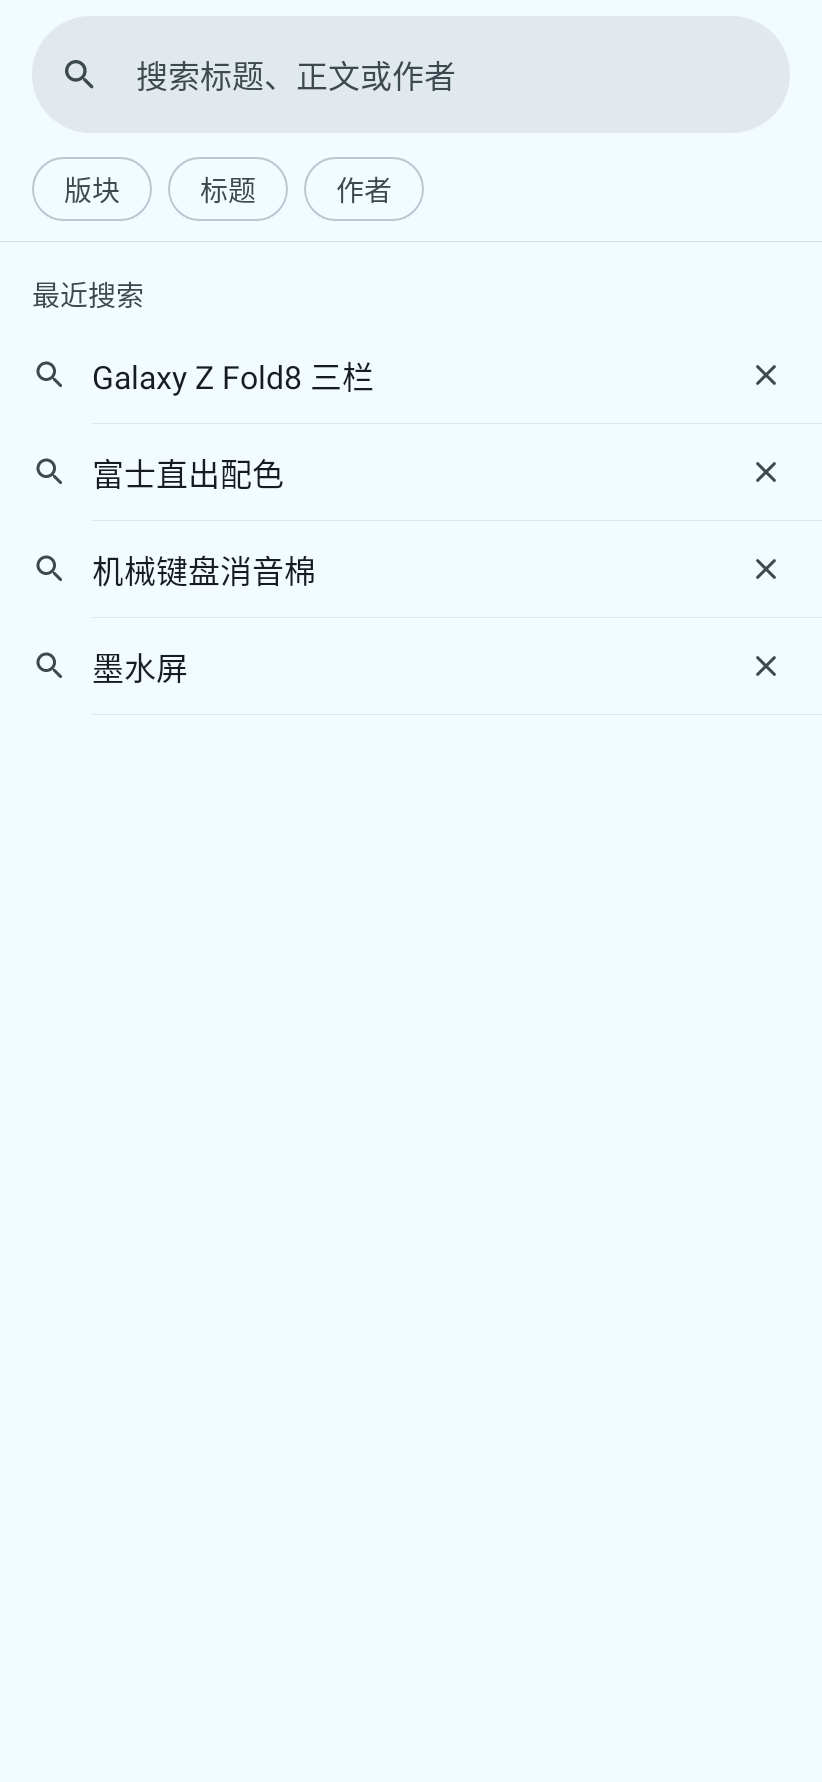 搜索标题、正文或作者
版块 标题 作者
最近搜索
Galaxy Z Fold8 三栏
富士直出配色
机械键盘消音棉
墨水屏